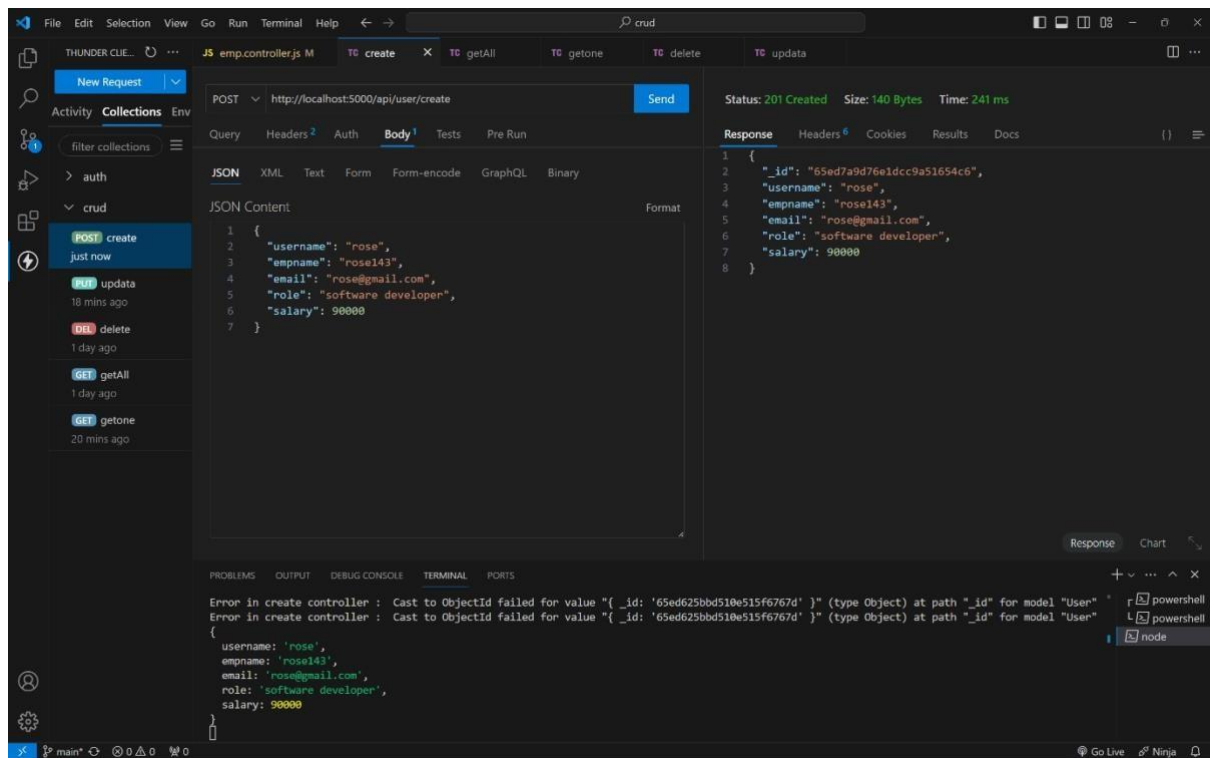 File Edit Selection View Go Run Terminal Help crud
THUNDER CLIE...
JS emp.controller.js M
TC create
TC getAll
TC getone
TC delete
TC updata
New Request
Activity Collections Env
filter collections
auth
crud
POST create
just now
PUT updata
18 mins ago
DEL delete
1 day ago
GET getAll
1 day ago
GET getone
20 mins ago
1
POST http://localhost:5000/api/user/create Send
Query Headers 2 Auth Body 1 Tests Pre Run
JSON XML Text Form Form-encode GraphQL Binary
JSON Content Format
1 {
2 "username": "rose",
3 "empname": "rose143",
4 "email": "rose@gmail.com",
5 "role": "software developer",
6 "salary": 90000
7 }
Status: 201 Created Size: 140 Bytes Time: 241 ms
Response Headers 6 Cookies Results Docs {}
1 {
2 "_id": "65ed7a9d76e1dcc9a51654c6",
3 "username": "rose",
4 "empname": "rose143",
5 "email": "rose@gmail.com",
6 "role": "software developer",
7 "salary": 90000
8 }
Response Chart
PROBLEMS OUTPUT DEBUG CONSOLE TERMINAL PORTS
Error in create controller : Cast to ObjectId failed for value "{ _id: '65ed625bbd510e515f6767d' }" (type Object) at path "_id" for model "User"
Error in create controller : Cast to ObjectId failed for value "{ _id: '65ed625bbd510e515f6767d' }" (type Object) at path "_id" for model "User"
{
username: 'rose',
empname: 'rose143',
email: 'rose@gmail.com',
role: 'software developer',
salary: 90000
}
powershell
powershell
node
main* 0 0 0 Go Live Ninja